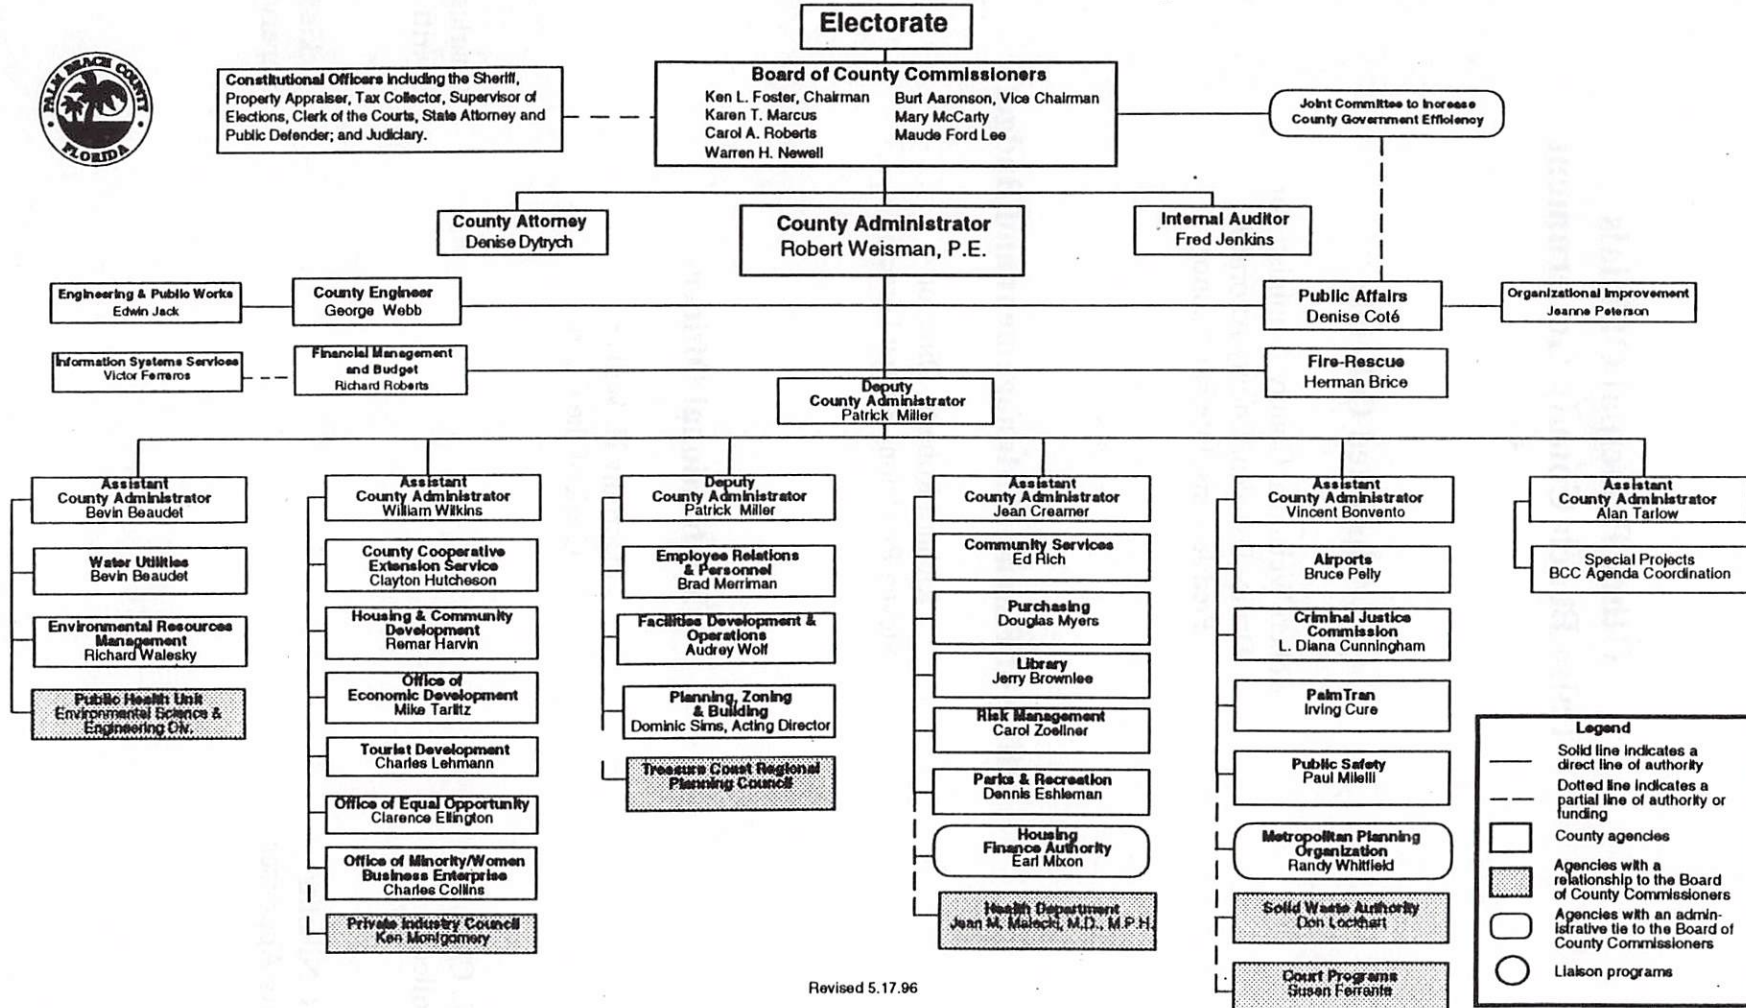 Electorate
PALM BEACH COUNTY
FLORIDA
Constitutional Officers including the Sheriff,
Property Appraiser, Tax Collector, Supervisor of
Elections, Clerk of the Courts, State Attorney and
Public Defender; and Judiciary.
Board of County Commissioners
Ken L. Foster, Chairman
Burt Aaronson, Vice Chairman
Karen T. Marcus
Mary McCarty
Carol A. Roberts
Maude Ford Lee
Warren H. Newell
Joint Committee to Increase
County Government Efficiency
County Attorney
Denise Dytrych
County Administrator
Robert Weisman, P.E.
Internal Auditor
Fred Jenkins
Engineering & Public Works
Edwin Jack
County Engineer
George Webb
Public Affairs
Denise Coté
Organizational Improvement
Jeanne Peterson
Information Systems Services
Victor Ferreros
Financial Management
and Budget
Richard Roberts
Fire-Rescue
Herman Brice
Deputy
County Administrator
Patrick Miller
Assistant
County Administrator
Bevin Beaudet
Water Utilities
Bevin Beaudet
Environmental Resources
Management
Richard Walesky
Public Health Unit
Environmental Science &
Engineering Div.
Assistant
County Administrator
William Wilkins
County Cooperative
Extension Service
Clayton Hutcheson
Housing & Community
Development
Remar Harvin
Office of
Economic Development
Mike Tarlitz
Tourist Development
Charles Lehmann
Office of Equal Opportunity
Clarence Ellington
Office of Minority/Women
Business Enterprise
Charles Collins
Private Industry Council
Ken Montgomery
Deputy
County Administrator
Patrick Miller
Employee Relations
& Personnel
Brad Merriman
Facilities Development &
Operations
Audrey Wolf
Planning, Zoning
& Building
Dominic Sims, Acting Director
Treasure Coast Regional
Planning Council
Assistant
County Administrator
Jean Creamer
Community Services
Ed Rich
Purchasing
Douglas Myers
Library
Jerry Brownlee
Risk Management
Carol Zoellner
Parks & Recreation
Dennis Eshleman
Housing
Finance Authority
Earl Mixon
Health Department
Jean M. Malecki, M.D., M.P.H.
Assistant
County Administrator
Vincent Bonvento
Airports
Bruce Pelly
Criminal Justice
Commission
L. Diana Cunningham
PalmTran
Irving Cure
Public Safety
Paul Milelli
Metropolitan Planning
Organization
Randy Whitfield
Solid Waste Authority
Don Lockhart
Court Programs
Susan Ferrante
Assistant
County Administrator
Alan Tarlow
Special Projects
BCC Agenda Coordination
Legend
Solid line indicates a
direct line of authority
Dotted line indicates a
partial line of authority or
funding
County agencies
Agencies with a
relationship to the Board
of County Commissioners
Agencies with an admin-
istrative tie to the Board of
County Commissioners
Liaison programs
Revised 5.17.96